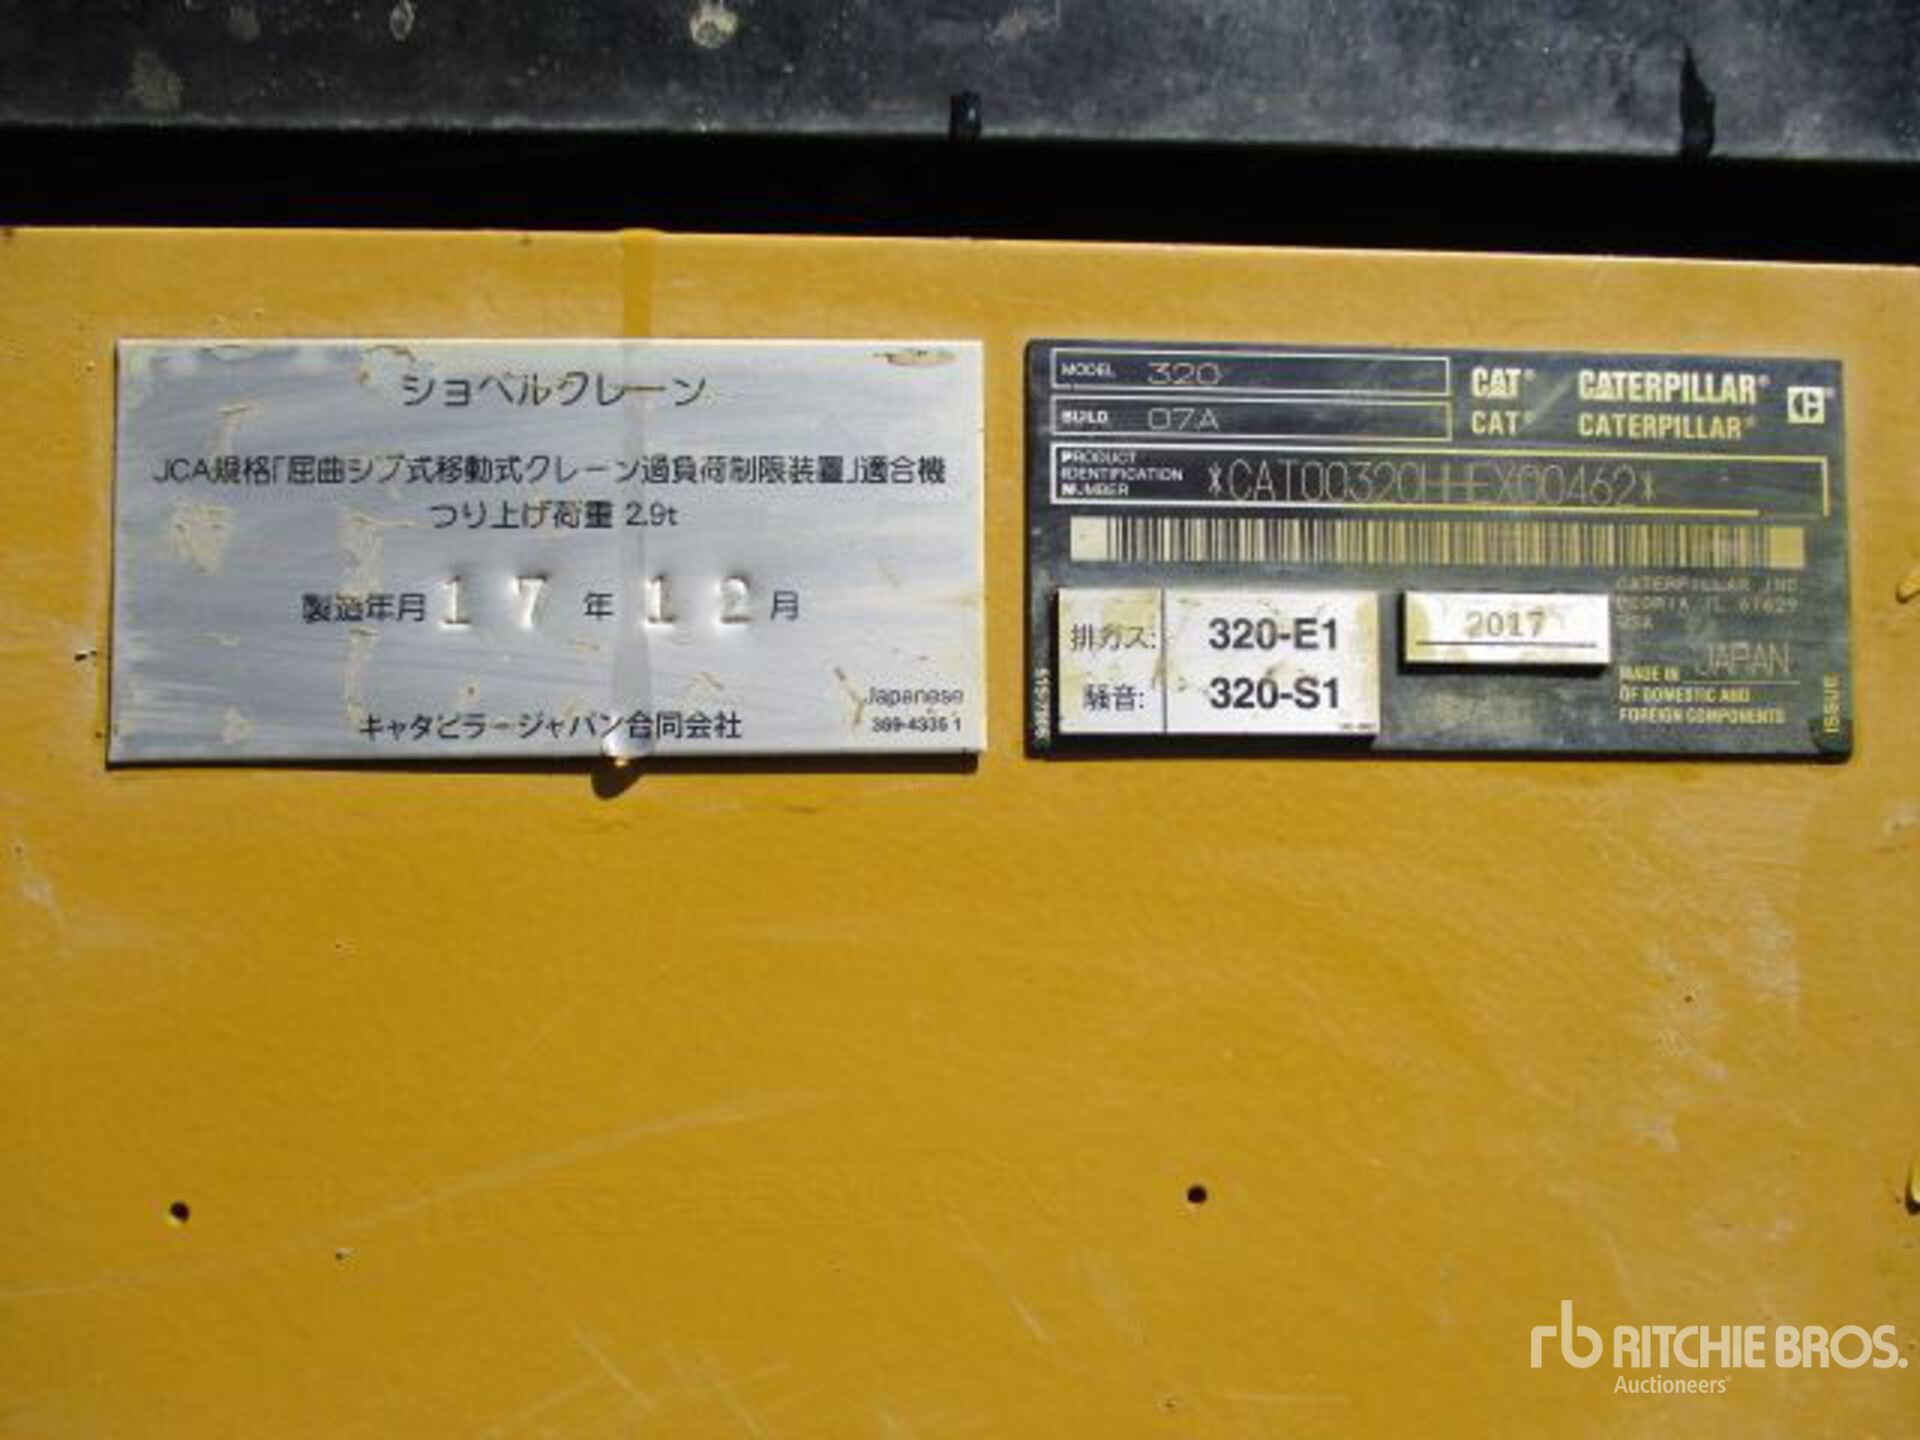 ショベルクレーン
JCA規格「屈曲ジブ式移動式クレーン過負荷制限装置」適合機
つり上げ荷重 2.9t
製造年月 17 年 12 月
キャタピラージャパン合同会社
Japanese
369-4335 1
MODEL 320
BUILD 07A
PRODUCT
IDENTIFICATION
NUMBER
*CAT00320HHEX00462*
CAT® CATERPILLAR®
CAT® CATERPILLAR®
排ガス: 320-E1
騒音: 320-S1
2017
CATERPILLAR INC
PEORIA IL 61629
USA
MADE IN JAPAN
OF DOMESTIC AND
FOREIGN COMPONENTS
ISSUE
rb RITCHIE BROS.
Auctioneers